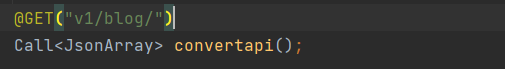 @GET("v1/blog/")
Call<JsonArray> convertapi();